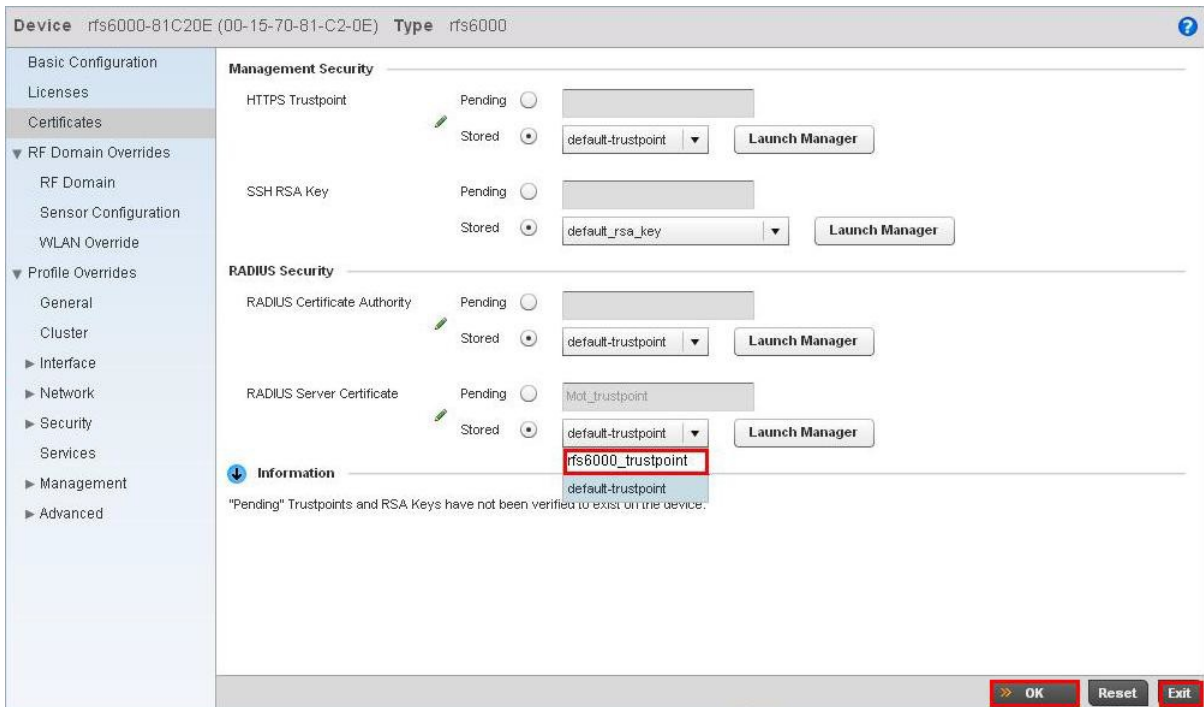 Device rfs6000-81C20E (00-15-70-81-C2-0E) Type rfs6000
?
Basic Configuration
Licenses
Certificates
RF Domain Overrides
RF Domain
Sensor Configuration
WLAN Override
Profile Overrides
General
Cluster
Interface
Network
Security
Services
Management
Advanced
Management Security
HTTPS Trustpoint
Pending
Stored
default-trustpoint
Launch Manager
SSH RSA Key
Pending
Stored
default_rsa_key
Launch Manager
RADIUS Security
RADIUS Certificate Authority
Pending
Stored
default-trustpoint
Launch Manager
RADIUS Server Certificate
Pending
Mot_trustpoint
Stored
default-trustpoint
Launch Manager
rfs6000_trustpoint
default-trustpoint
Information
"Pending" Trustpoints and RSA Keys have not been verified to exist on the device.
» OK
Reset
Exit